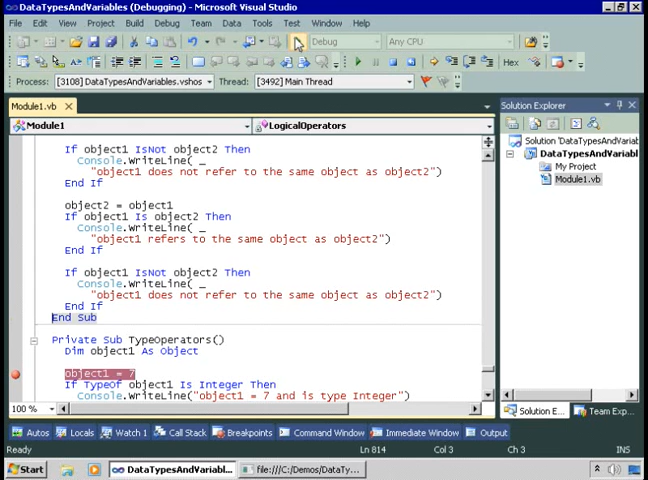 DataTypesAndVariables (Debugging) - Microsoft Visual Studio
File Edit View Project Build Debug Team Data Tools Test Window Help
Debug Any CPU
Hex
Process: [3108] DataTypesAndVariables.vshos Thread: [3492] Main Thread
Module1.vb
Module1 LogicalOperators
If object1 IsNot object2 Then
Console.WriteLine( _
"object1 does not refer to the same object as object2")
End If
object2 = object1
If object1 Is object2 Then
Console.WriteLine( _
"object1 refers to the same object as object2")
End If
If object1 IsNot object2 Then
Console.WriteLine( _
"object1 does not refer to the same object as object2")
End If
End Sub
Private Sub TypeOperators()
Dim object1 As Object
object1 = 7
If TypeOf object1 Is Integer Then
Console.WriteLine("object1 = 7 and is type Integer")
100 %
Solution Explorer
Solution 'DataTypesAndVariab
DataTypesAndVariabl
My Project
Module1.vb
Solution E... Team Exp...
Autos Locals Watch 1 Call Stack Breakpoints Command Window Immediate Window Output
Ready Ln 814 Col 3 Ch 3 INS
Start DataTypesAndVariabl... file:///C:/Demos/DataTy...